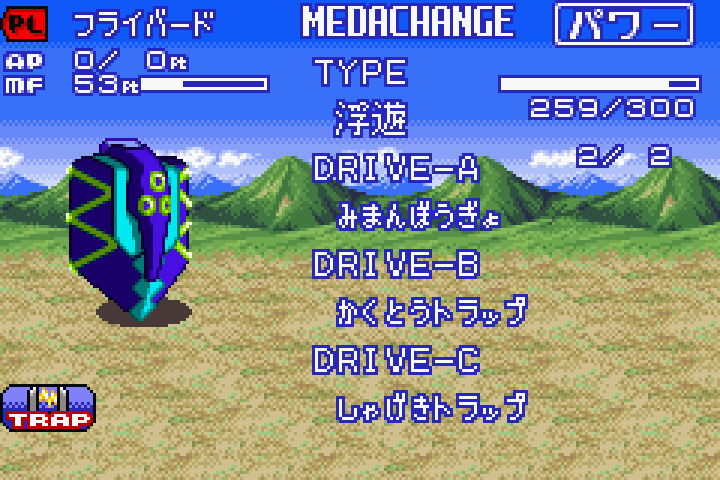 PL フライバード
MEDACHANGE
パワー
AP 0/ 0Pt
MF 53Pt
TYPE
浮遊
259/300
2/ 2
DRIVE-A
みまんぼうぎょ
DRIVE-B
かくとうトラップ
DRIVE-C
しゃげきトラップ
TRAP